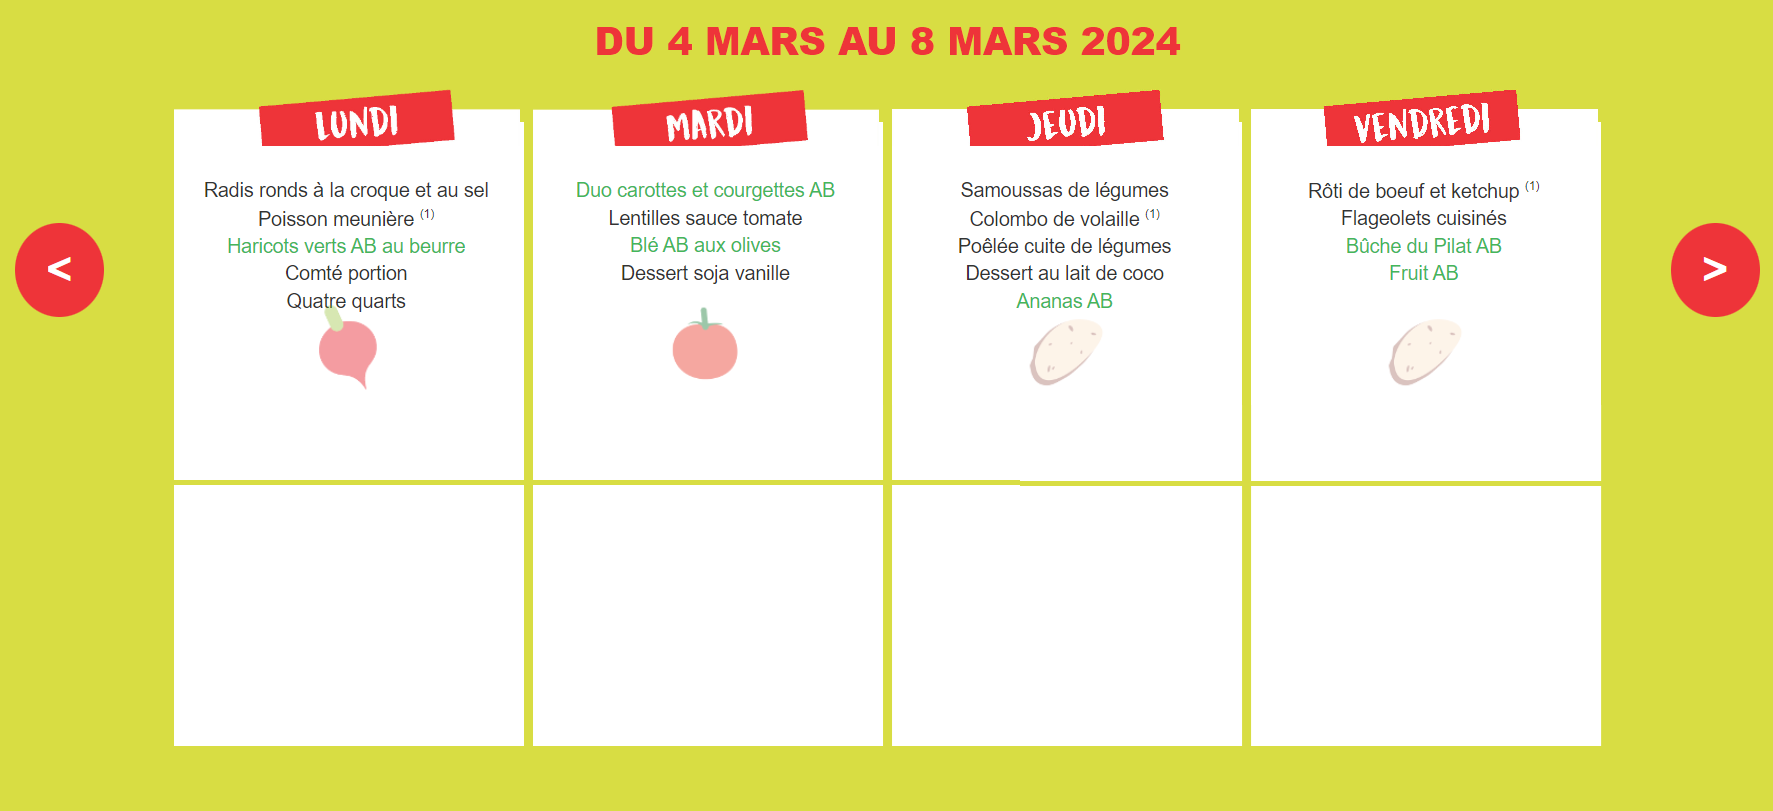 DU 4 MARS AU 8 MARS 2024
LUNDI
Radis ronds à la croque et au sel
Poisson meunière (1)
Haricots verts AB au beurre
Comté portion
Quatre quarts
MARDI
Duo carottes et courgettes AB
Lentilles sauce tomate
Blé AB aux olives
Dessert soja vanille
JEUDI
Samoussas de légumes
Colombo de volaille (1)
Poêlée cuite de légumes
Dessert au lait de coco
Ananas AB
VENDREDI
Rôti de boeuf et ketchup (1)
Flageolets cuisinés
Bûche du Pilat AB
Fruit AB
<
>